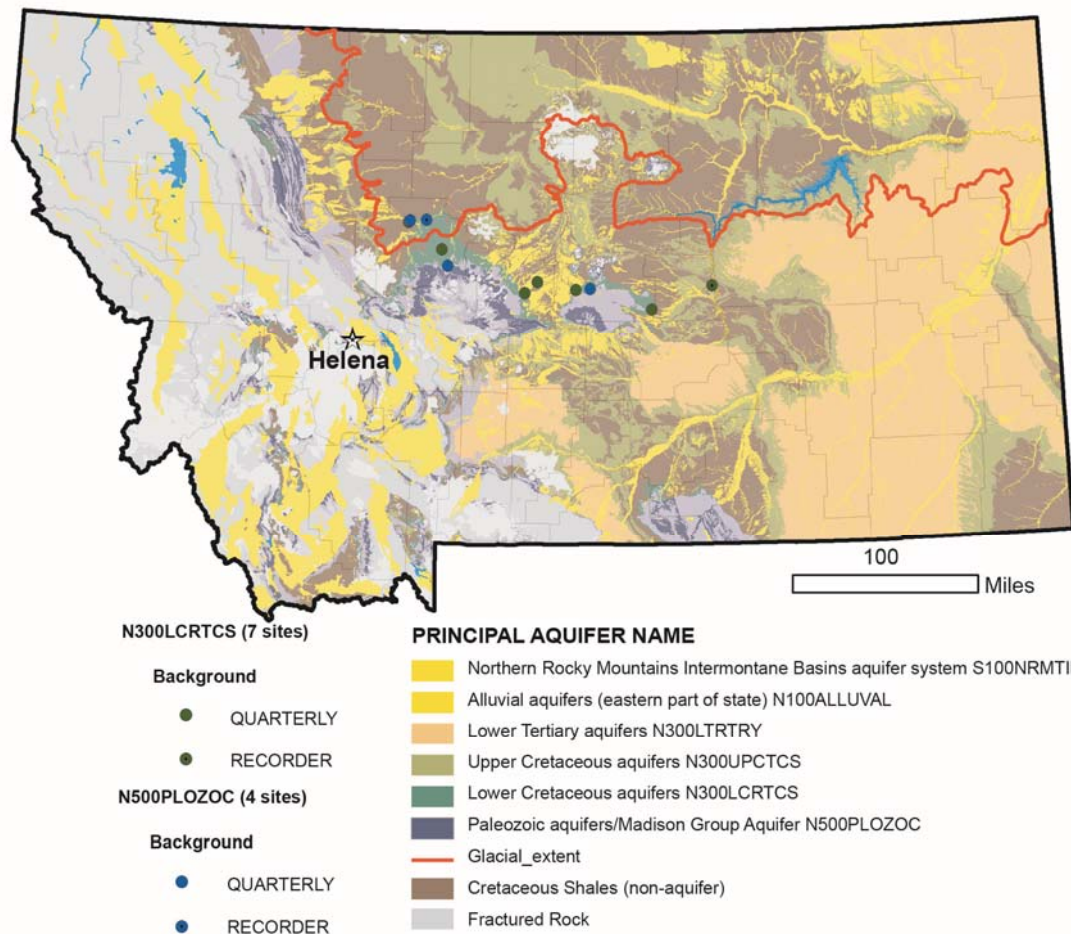 Helena
100
Miles
N300LCRTCS (7 sites)
Background
QUARTERLY
RECORDER
N500PLOZOC (4 sites)
Background
QUARTERLY
RECORDER
PRINCIPAL AQUIFER NAME
Northern Rocky Mountains Intermontane Basins aquifer system S100NRMTI
Alluvial aquifers (eastern part of state) N100ALLUVAL
Lower Tertiary aquifers N300LTRTRY
Upper Cretaceous aquifers N300UPCTCS
Lower Cretaceous aquifers N300LCRTCS
Paleozoic aquifers/Madison Group Aquifer N500PLOZOC
Glacial_extent
Cretaceous Shales (non-aquifer)
Fractured Rock